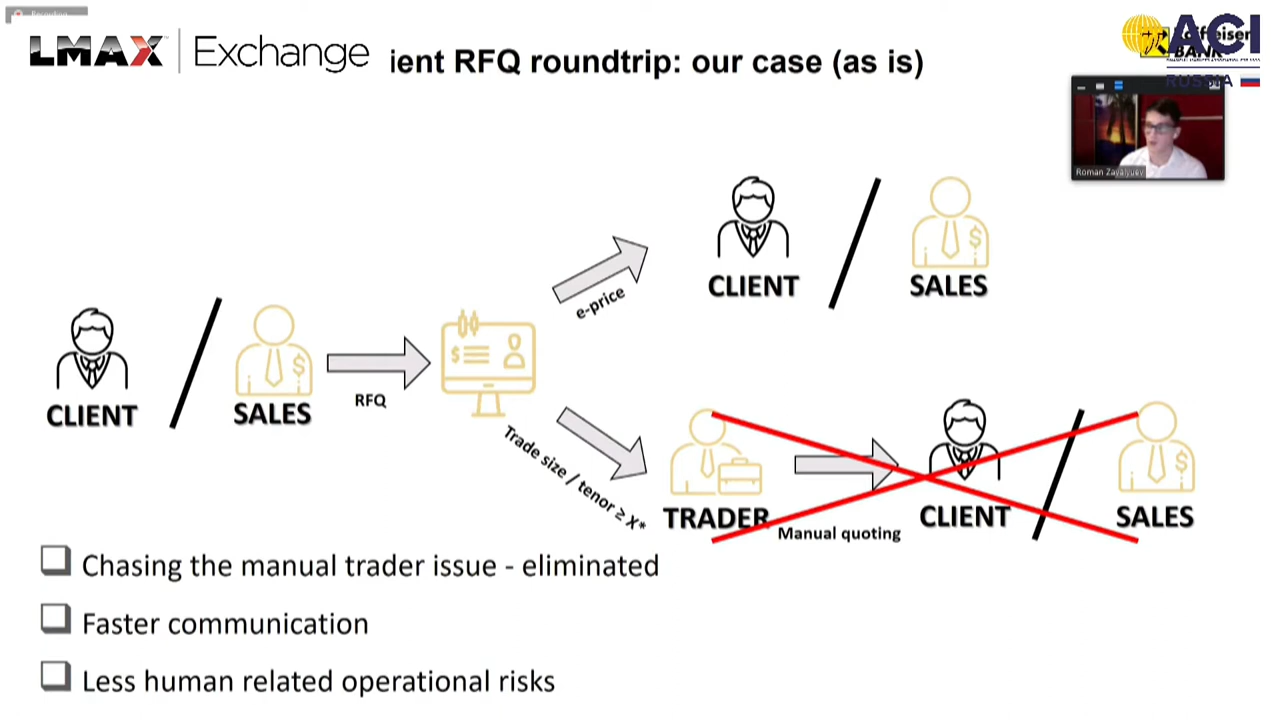 LMAX Exchange
ient RFQ roundtrip: our case (as is)
ACI
RUSSIA
BANK
Roman Zavalyuev
CLIENT / SALES
e-price
CLIENT / SALES
RFQ
Trade size / tenor ≥ X*
TRADER
Manual quoting
CLIENT / SALES
❑ Chasing the manual trader issue - eliminated
❑ Faster communication
❑ Less human related operational risks